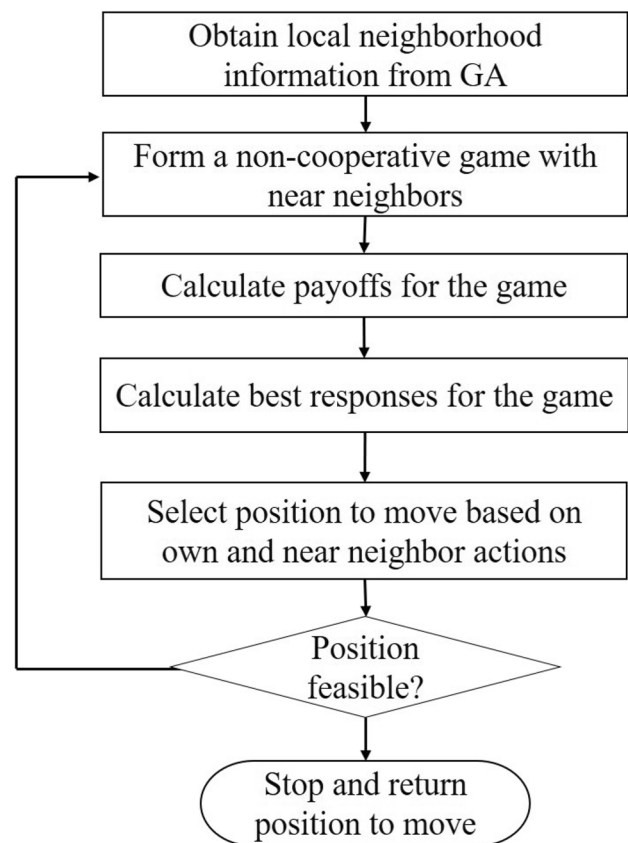 Obtain local neighborhood
information from GA
Form a non-cooperative game with
near neighbors
Calculate payoffs for the game
Calculate best responses for the game
Select position to move based on
own and near neighbor actions
Position
feasible?
Stop and return
position to move